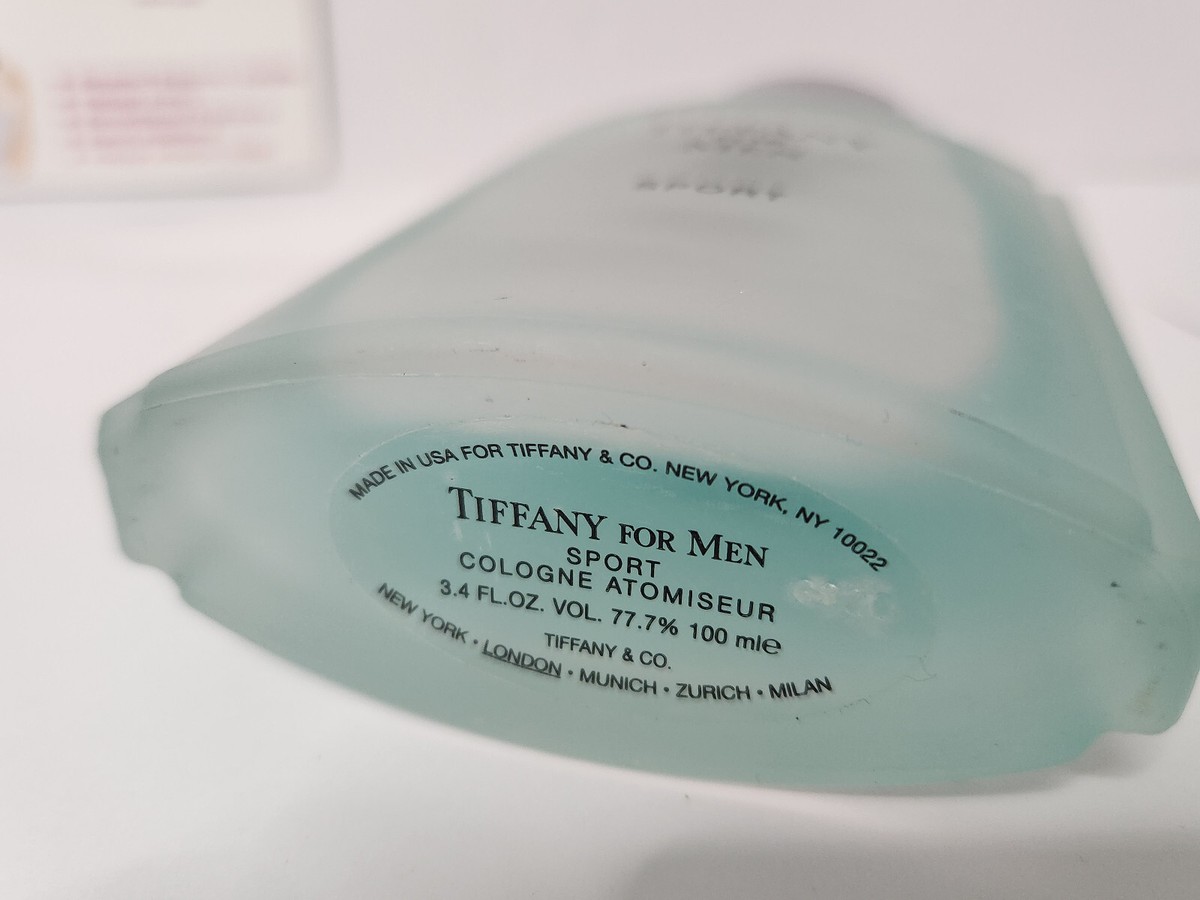 SPORT
MADE IN USA FOR TIFFANY & CO. NEW YORK, NY 10022
TIFFANY FOR MEN
SPORT
COLOGNE ATOMISEUR
3.4 FL.OZ. VOL. 77.7% 100 ml℮
TIFFANY & CO.
NEW YORK • LONDON • MUNICH • ZURICH • MILAN